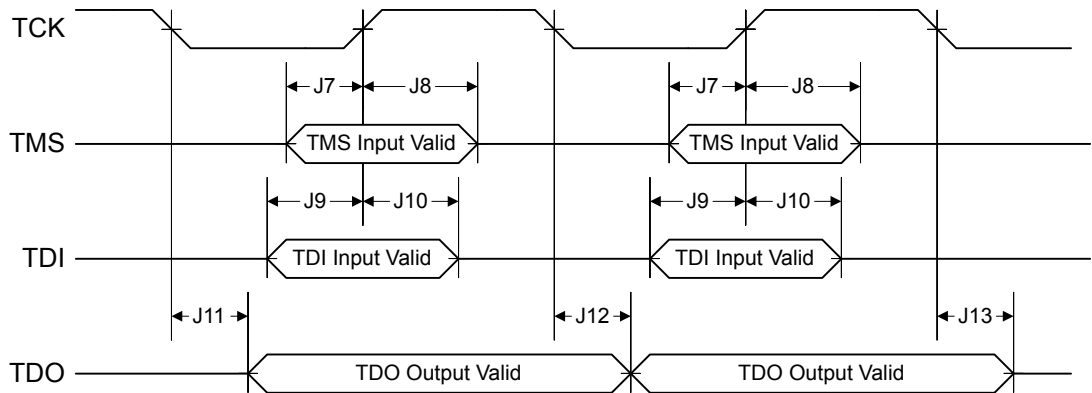 TCK
J7 J8 J7 J8
TMS TMS Input Valid TMS Input Valid
J9 J10 J9 J10
TDI TDI Input Valid TDI Input Valid
J11 J12 J13
TDO TDO Output Valid TDO Output Valid